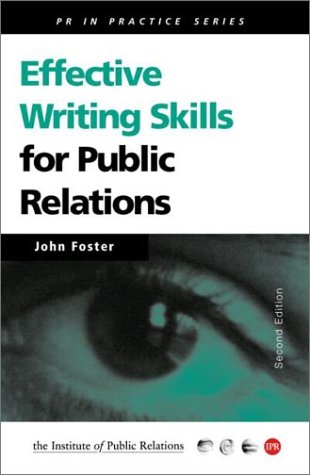 PR IN PRACTICE SERIES
Effective
Writing Skills
for Public
Relations
John Foster
Second Edition
the Institute of Public Relations
IPR